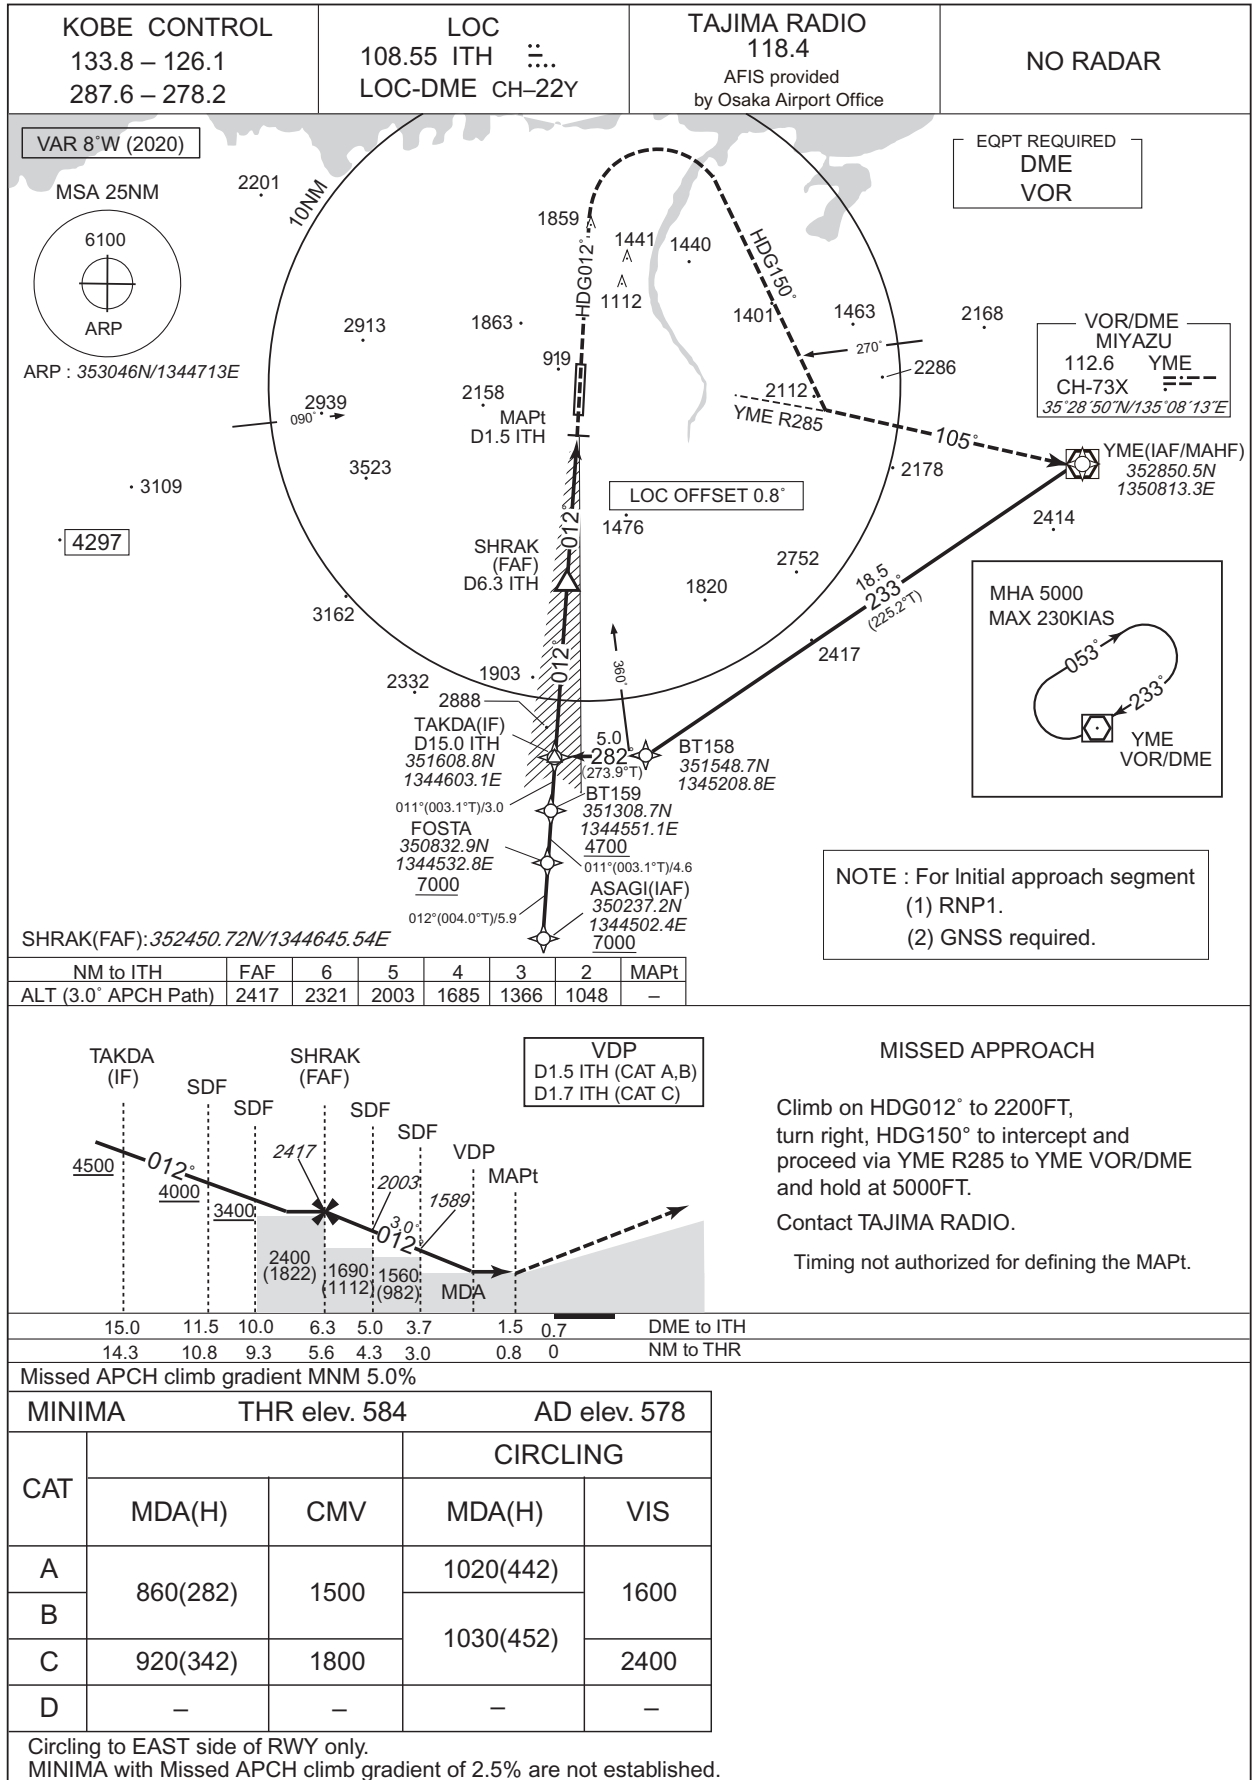 KOBE CONTROL
133.8 – 126.1
287.6 – 278.2
LOC
108.55 ITH
LOC-DME CH–22Y
TAJIMA RADIO
118.4
AFIS provided
by Osaka Airport Office
NO RADAR
VAR 8˚W (2020)
MSA 25NM
6100
ARP
ARP : 353046N/1344713E
EQPT REQUIRED
DME
VOR
2201
10NM
1859
1441
1440
1112
HDG012˚
HDG150˚
2913
1863
1401
1463
2168
270˚
2286
919
2939
090˚
2158
MAPt
D1.5 ITH
2112
YME R285
105˚
VOR/DME
MIYAZU
112.6 YME
CH-73X
35˚28´50˝N/135˚08´13˝E
YME(IAF/MAHF)
352850.5N
1350813.3E
3523
3109
2178
LOC OFFSET 0.8˚
1476
2414
4297
012˚
SHRAK
(FAF)
D6.3 ITH
2752
1820
18.5
233˚
(225.2°T)
3162
2417
MHA 5000
MAX 230KIAS
053˚
233˚
YME
VOR/DME
360˚
012˚
1903
2332
2888
TAKDA(IF)
D15.0 ITH
351608.8N
1344603.1E
5.0
282˚
(273.9°T)
BT158
351548.7N
1345208.8E
011°(003.1°T)/3.0
BT159
351308.7N
1344551.1E
4700
FOSTA
350832.9N
1344532.8E
7000
011°(003.1°T)/4.6
ASAGI(IAF)
350237.2N
1344502.4E
7000
012°(004.0°T)/5.9
NOTE : For Initial approach segment
(1) RNP1.
(2) GNSS required.
SHRAK(FAF):352450.72N/1344645.54E
NM to ITH FAF 6 5 4 3 2 MAPt
ALT (3.0˚ APCH Path) 2417 2321 2003 1685 1366 1048 –
TAKDA
(IF)
SDF
SDF
SHRAK
(FAF)
SDF
SDF
VDP
MAPt
VDP
D1.5 ITH (CAT A,B)
D1.7 ITH (CAT C)
4500
012˚
4000
3400
2417
2003
1589
3.0˚
012˚
2400
(1822)
1690
(1112)
1560
(982)
MDA
MISSED APPROACH
Climb on HDG012˚ to 2200FT,
turn right, HDG150° to intercept and
proceed via YME R285 to YME VOR/DME
and hold at 5000FT.
Contact TAJIMA RADIO.
Timing not authorized for defining the MAPt.
15.0 11.5 10.0 6.3 5.0 3.7 1.5 0.7 DME to ITH
14.3 10.8 9.3 5.6 4.3 3.0 0.8 0 NM to THR
Missed APCH climb gradient MNM 5.0%
MINIMA THR elev. 584 AD elev. 578
CAT
CIRCLING
MDA(H) CMV MDA(H) VIS
A 860(282) 1500 1020(442) 1600
B 1030(452)
C 920(342) 1800 2400
D – – – –
Circling to EAST side of RWY only.
MINIMA with Missed APCH climb gradient of 2.5% are not established.